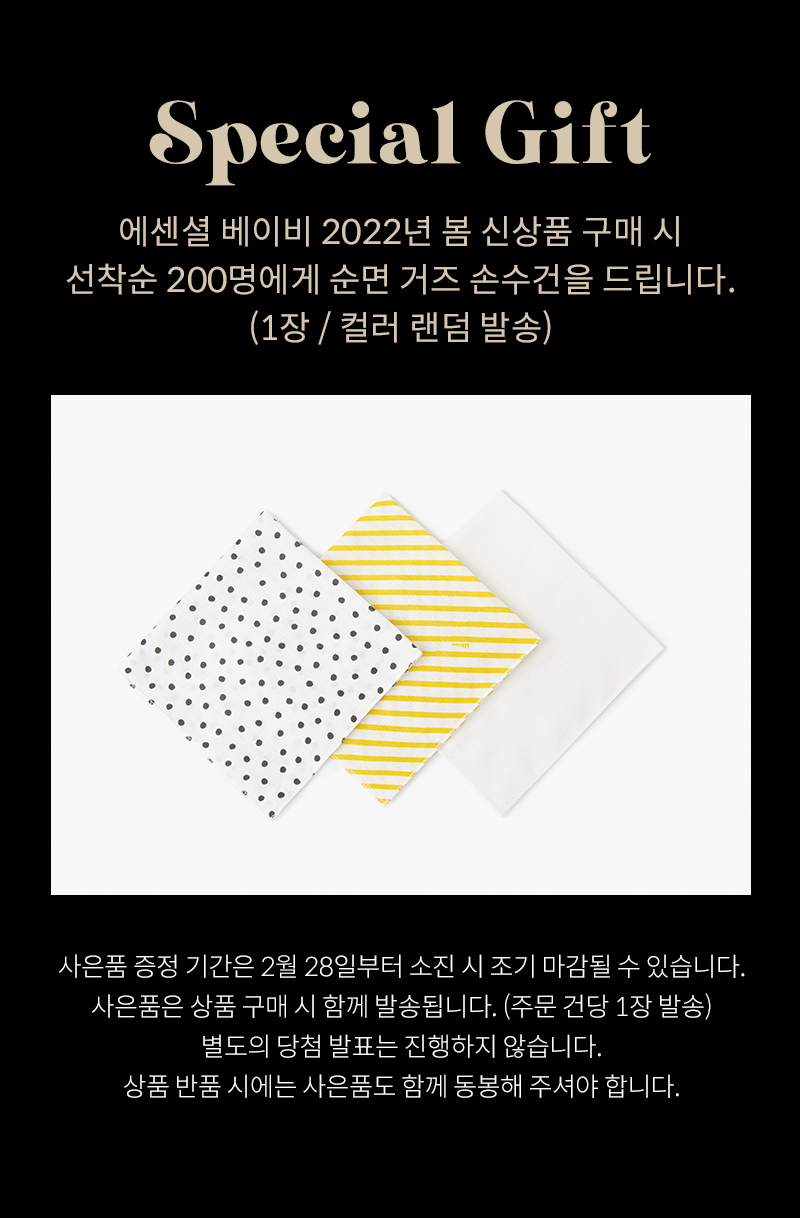 Special Gift
에센셜 베이비 2022년 봄 신상품 구매 시
선착순 200명에게 순면 거즈 손수건을 드립니다.
(1장 / 컬러 랜덤 발송)
사은품 증정 기간은 2월 28일부터 소진 시 조기 마감될 수 있습니다.
사은품은 상품 구매 시 함께 발송됩니다. (주문 건당 1장 발송)
별도의 당첨 발표는 진행하지 않습니다.
상품 반품 시에는 사은품도 함께 동봉해 주셔야 합니다.